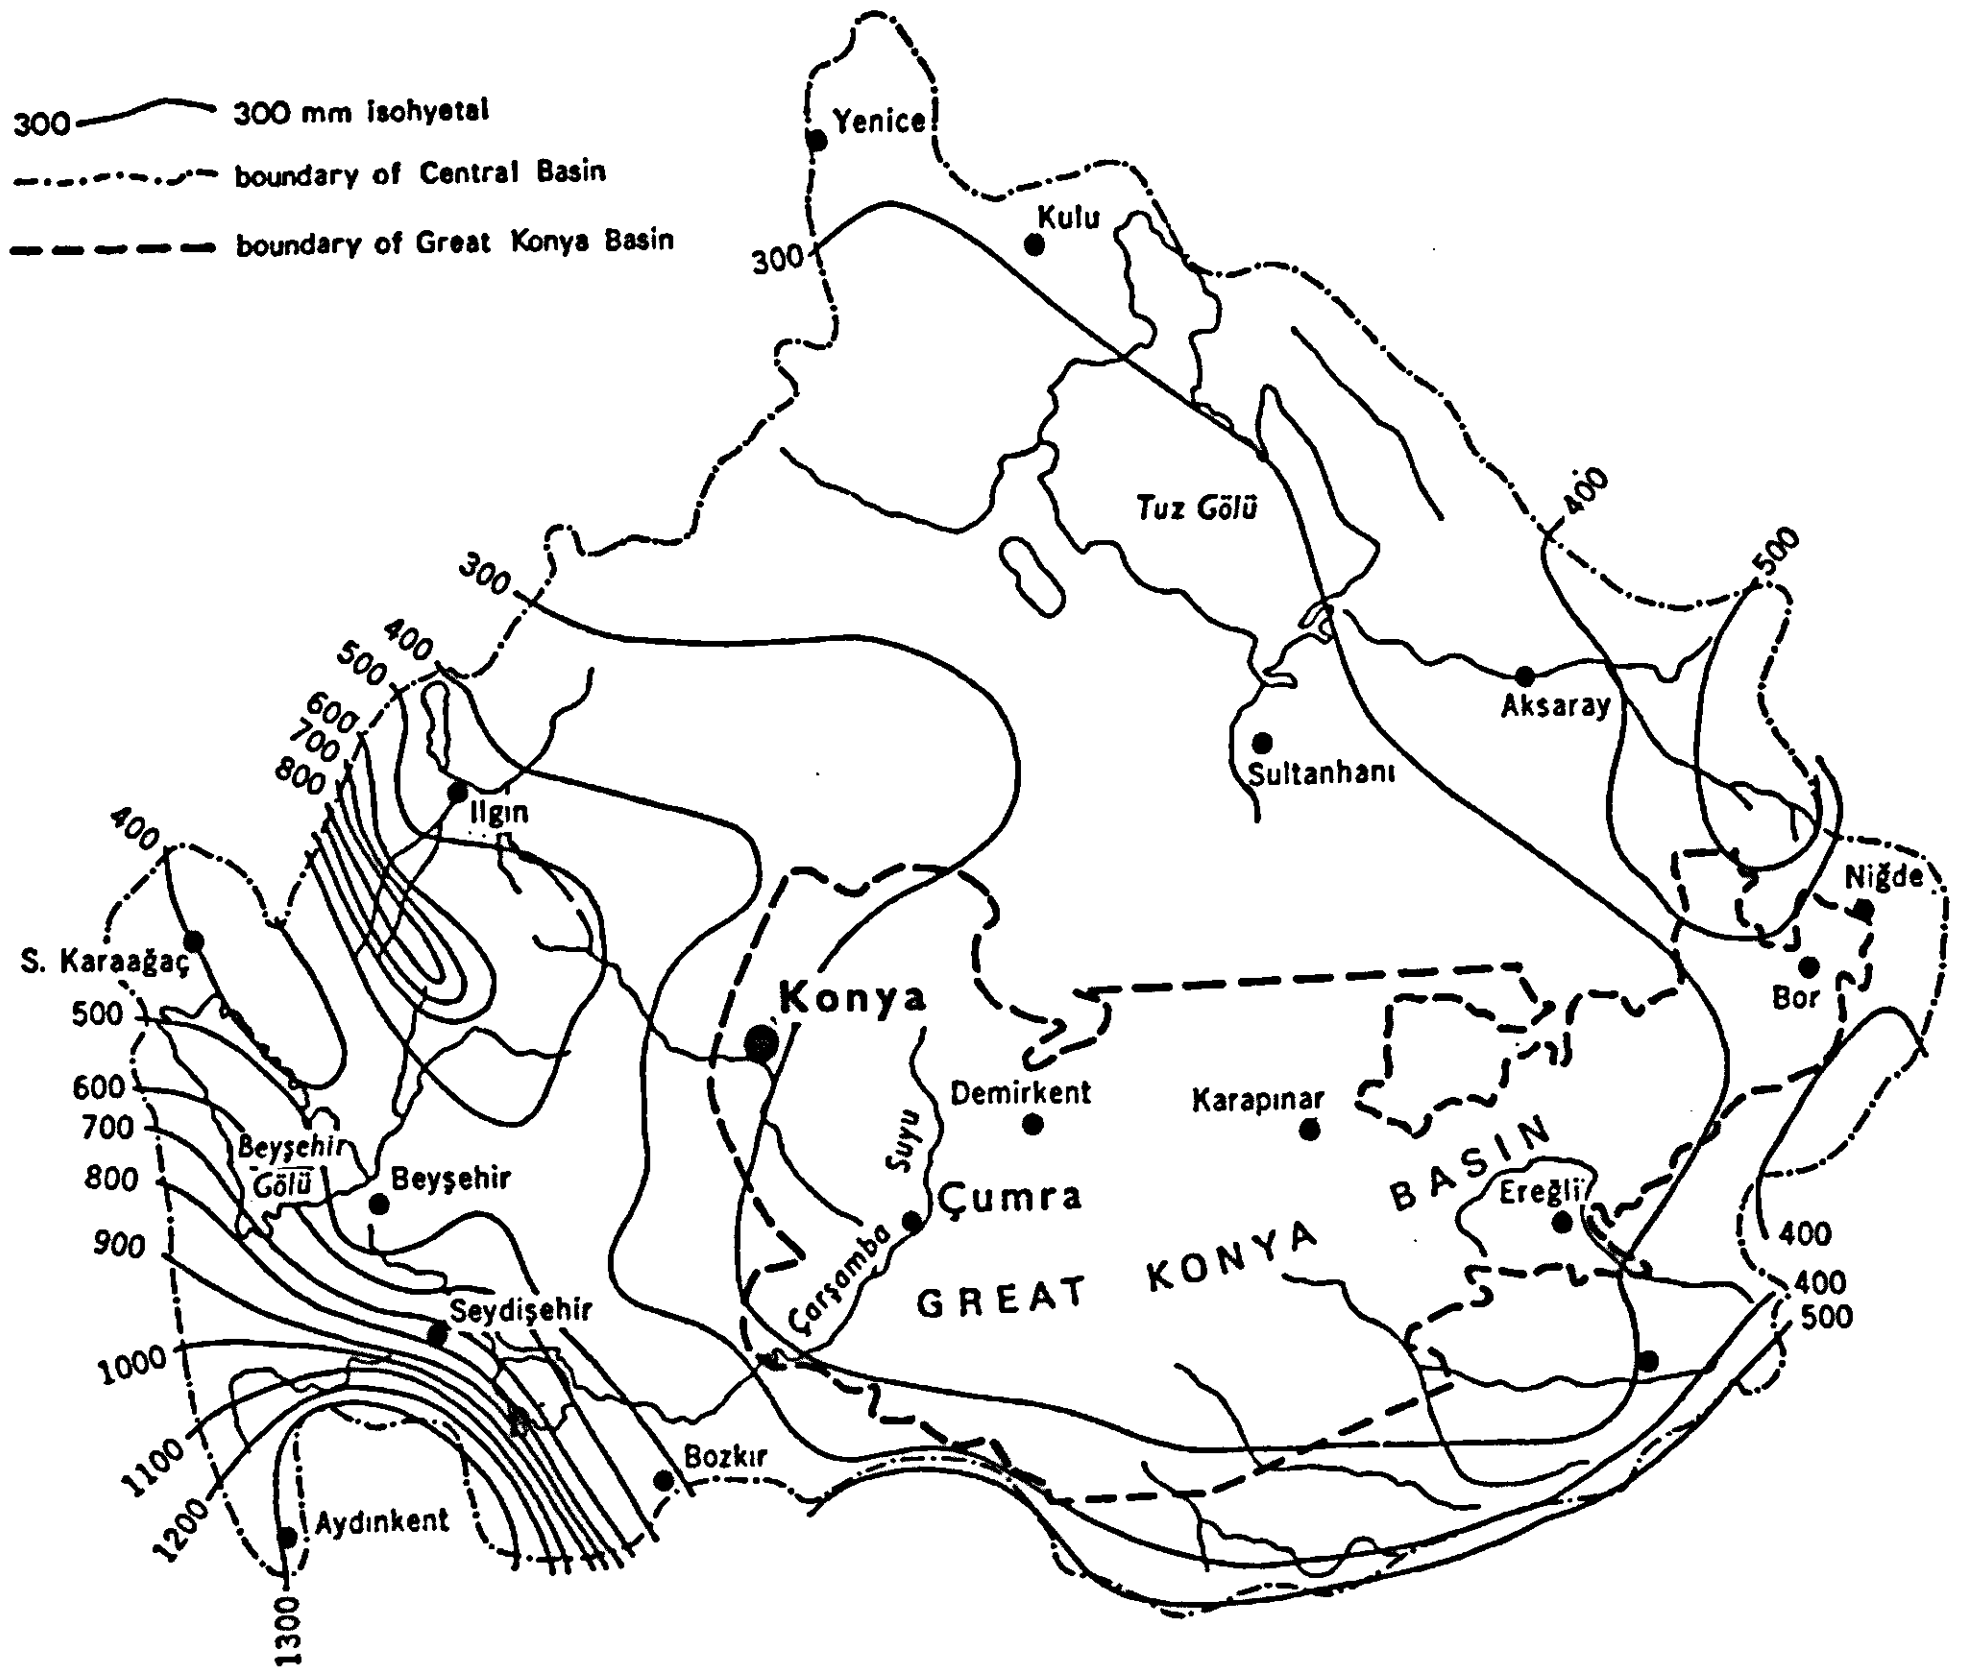 300 300 mm isohyetal
boundary of Central Basin
boundary of Great Konya Basin
Yenice
Kulu
300
400
Tuz Gölü
500
300
400
500
600
700
800
Aksaray
Sultanhanı
Ilgın
400
Niğde
S. Karaağaç
Bor
Konya
500
600
Demirkent
Karapınar
700
Beyşehir
Gölü
800
Beyşehir
Suyu
Çumra
BASIN
Ereğli
900
400
Çarşamba
GREAT KONYA
400
500
Seydişehir
1000
1100
Bozkır
1200
Aydınkent
1300